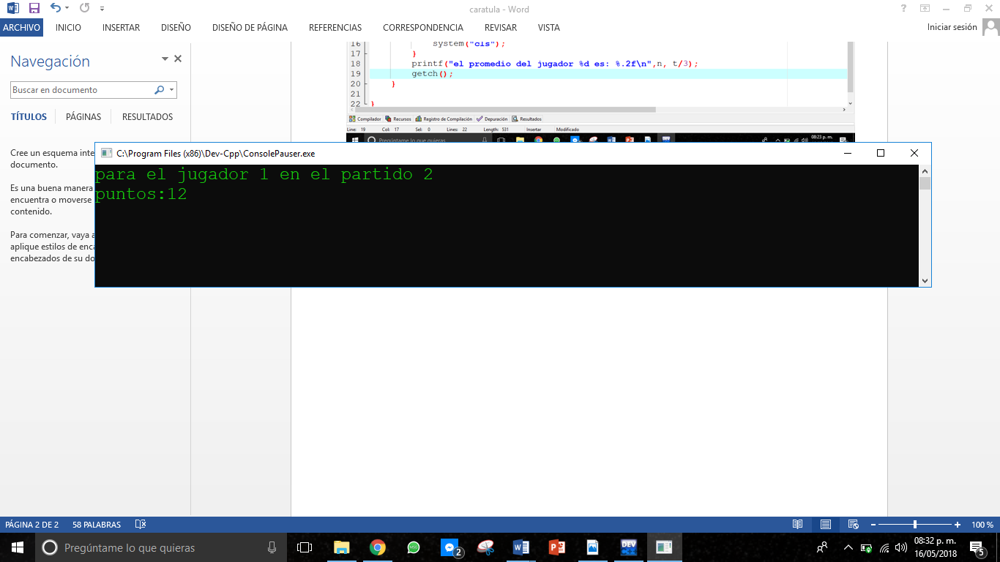 caratula - Word
ARCHIVO INICIO INSERTAR DISEÑO DISEÑO DE PÁGINA REFERENCIAS CORRESPONDENCIA REVISAR VISTA Iniciar sesión
Navegación
Buscar en documento
TÍTULOS PÁGINAS RESULTADOS
16 system("cls");
17 }
18 printf("el promedio del jugador %d es: %.2f\n",n, t/3);
19 getch();
20 }
21
22 }
Compilador Recursos Registro de Compilación Depuración Resultados
Line: 19 Col: 17 Sel: 0 Lines: 22 Length: 531 Insertar Modificado
Pregúntame lo que quieras 08:23 p. m.
Cree un esquema inte
documento.
Es una buena manera
encuentra o moverse
contenido.
Para comenzar, vaya a
aplique estilos de enca
encabezados de su do
C:\Program Files (x86)\Dev-Cpp\ConsolePauser.exe
para el jugador 1 en el partido 2
puntos:12
PÁGINA 2 DE 2 58 PALABRAS 100 %
Pregúntame lo que quieras
DEV
2
08:32 p. m.
16/05/2018
5